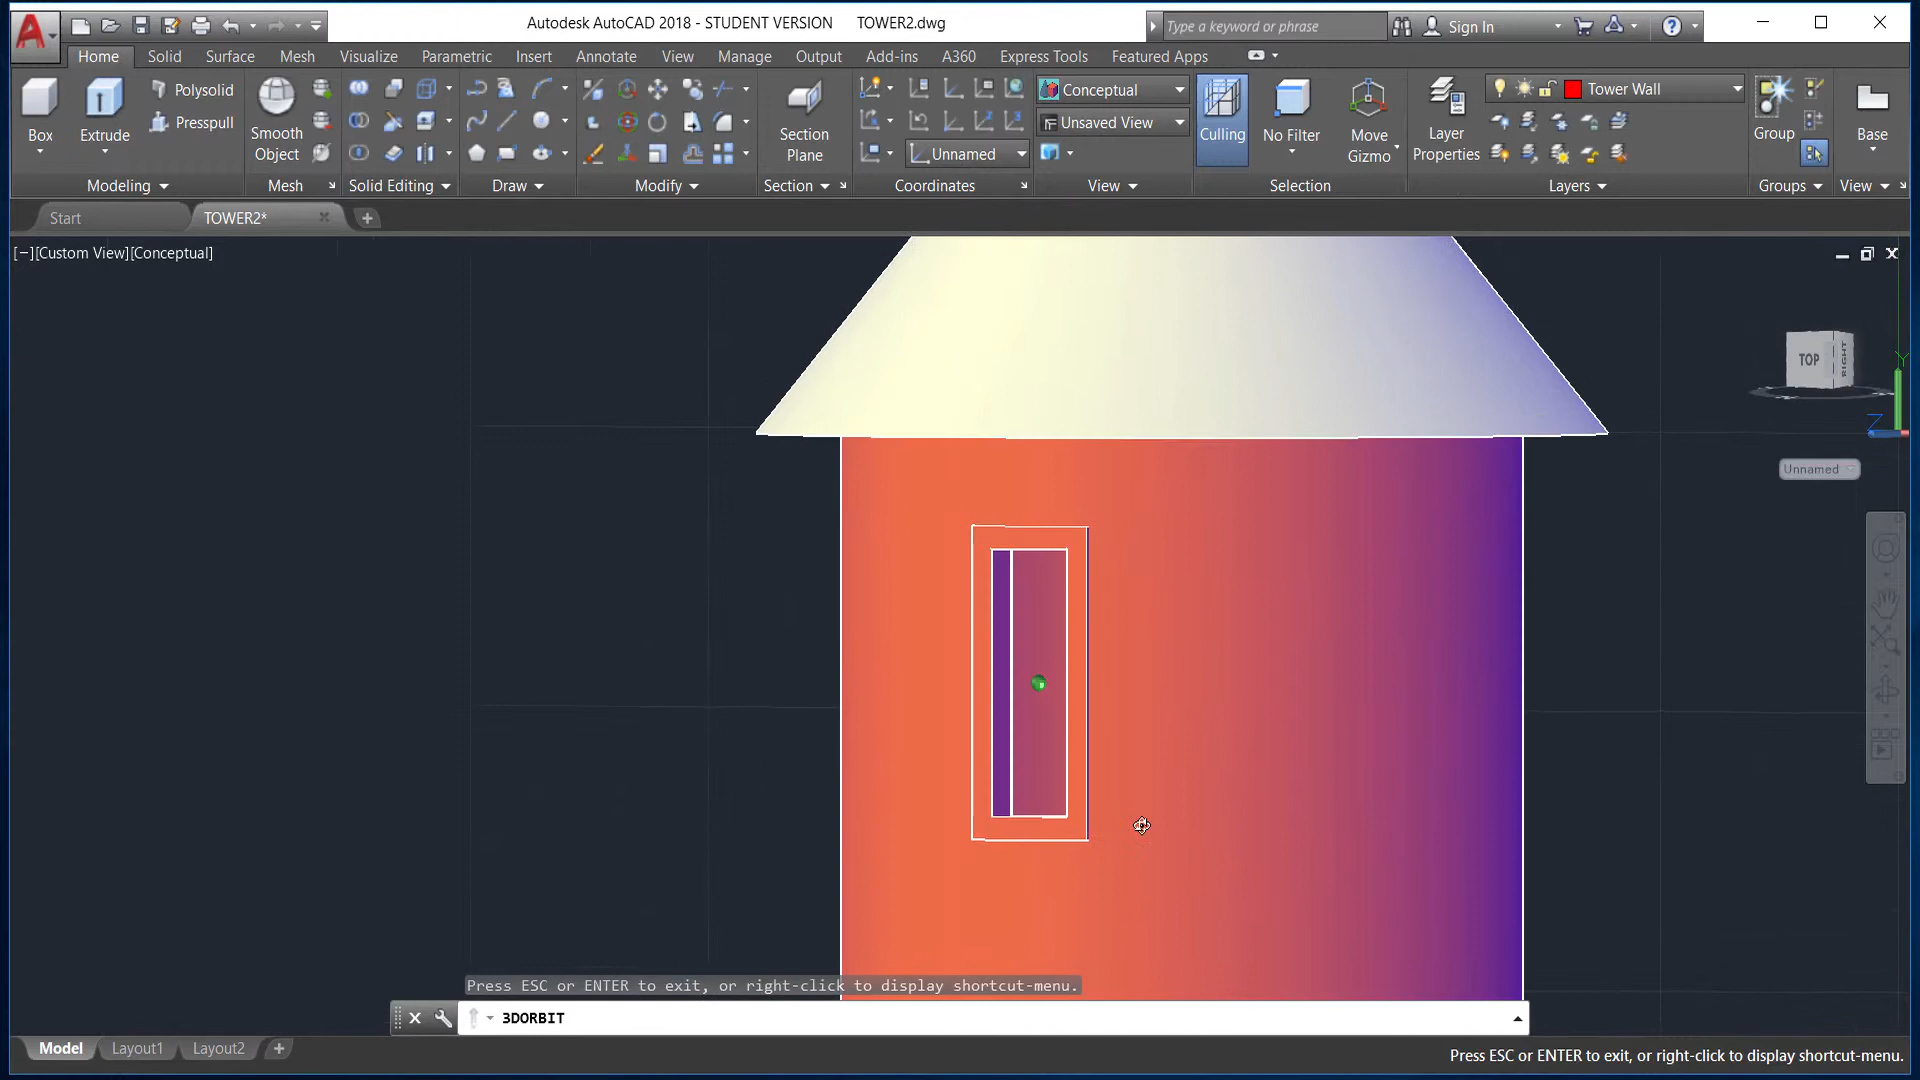 Autodesk AutoCAD 2018 - STUDENT VERSION TOWER2.dwg
Type a keyword or phrase
Sign In
Home Solid Surface Mesh Visualize Parametric Insert Annotate View Manage Output Add-ins A360 Express Tools Featured Apps
Box
Extrude
Polysolid
Presspull
Modeling
Smooth
Object
Mesh
Solid Editing
Draw
Modify
Section
Plane
Section
Unnamed
Coordinates
Conceptual
Unsaved View
View
Culling
No Filter
Move
Gizmo
Selection
Layer
Properties
Tower Wall
Layers
Group
Groups
Base
View
Start
TOWER2*
[−][Custom View][Conceptual]
TOP
RIGHT
Y
Z
Unnamed
Press ESC or ENTER to exit, or right-click to display shortcut-menu.
3DORBIT
Model Layout1 Layout2
Press ESC or ENTER to exit, or right-click to display shortcut-menu.